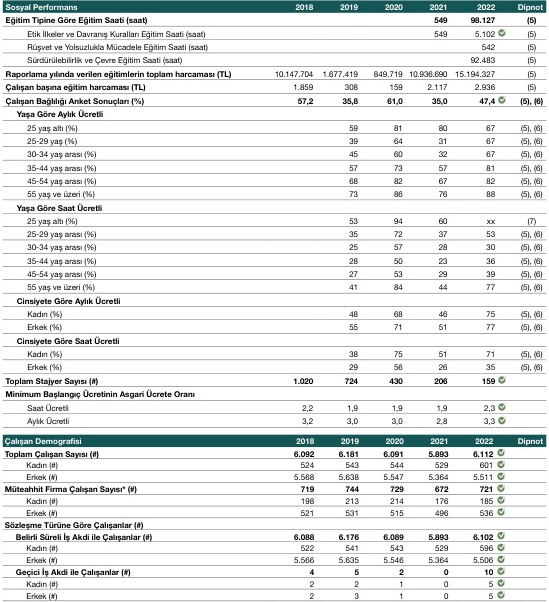 Sosyal Performans 2018 2019 2020 2021 2022 Dipnot
Eğitim Tipine Göre Eğitim Saati (saat) 549 98.127 (5)
Etik İlkeler ve Davranış Kuralları Eğitim Saati (saat) 549 5.102 (5)
Rüşvet ve Yolsuzlukla Mücadele Eğitim Saati (saat) 542 (5)
Sürdürülebilirlik ve Çevre Eğitim Saati (saat) 92.483 (5)
Raporlama yılında verilen eğitimlerin toplam harcaması (TL) 10.147.704 1.677.419 849.719 10.936.690 15.194.327 (5)
Çalışan başına eğitim harcaması (TL) 1.859 308 159 2.117 2.936 (5)
Çalışan Bağlılığı Anket Sonuçları (%) 57,2 35,8 61,0 35,0 47,4 (5), (6)
Yaşa Göre Aylık Ücretli
25 yaş altı (%) 59 81 80 67 (5), (6)
25-29 yaş (%) 39 64 31 67 (5), (6)
30-34 yaş arası (%) 45 60 32 67 (5), (6)
35-44 yaş arası (%) 57 73 57 81 (5), (6)
45-54 yaş arası (%) 68 82 67 82 (5), (6)
55 yaş ve üzeri (%) 73 86 76 88 (5), (6)
Yaşa Göre Saat Ücretli
25 yaş altı (%) 53 94 60 xx (7)
25-29 yaş arası (%) 35 72 37 53 (5), (6)
30-34 yaş arası (%) 25 57 28 30 (5), (6)
35-44 yaş arası (%) 28 50 23 36 (5), (6)
45-54 yaş arası (%) 27 53 29 39 (5), (6)
55 yaş ve üzeri (%) 41 84 44 77 (5), (6)
Cinsiyete Göre Aylık Ücretli
Kadın (%) 48 68 46 75 (5), (6)
Erkek (%) 55 71 51 77 (5), (6)
Cinsiyete Göre Saat Ücretli
Kadın (%) 38 75 51 71 (5), (6)
Erkek (%) 29 56 26 35 (5), (6)
Toplam Stajyer Sayısı (#) 1.020 724 430 206 159
Minimum Başlangıç Ücretinin Asgari Ücrete Oranı
Saat Ücretli 2,2 1,9 1,9 1,9 2,3
Aylık Ücretli 3,2 3,0 3,0 2,8 3,3
Çalışan Demografisi 2018 2019 2020 2021 2022 Dipnot
Toplam Çalışan Sayısı (#) 6.092 6.181 6.091 5.893 6.112
Kadın (#) 524 543 544 529 601
Erkek (#) 5.568 5.638 5.547 5.364 5.511
Müteahhit Firma Çalışan Sayısı* (#) 719 744 729 672 721
Kadın (#) 198 213 214 176 185
Erkek (#) 521 531 515 496 536
Sözleşme Türüne Göre Çalışanlar (#)
Belirli Süreli İş Akdi ile Çalışanlar (#) 6.088 6.176 6.089 5.893 6.102
Kadın (#) 522 541 543 529 596
Erkek (#) 5.566 5.635 5.546 5.364 5.506
Geçici İş Akdi ile Çalışanlar (#) 4 5 2 0 10
Kadın (#) 2 2 1 0 5
Erkek (#) 2 3 1 0 5